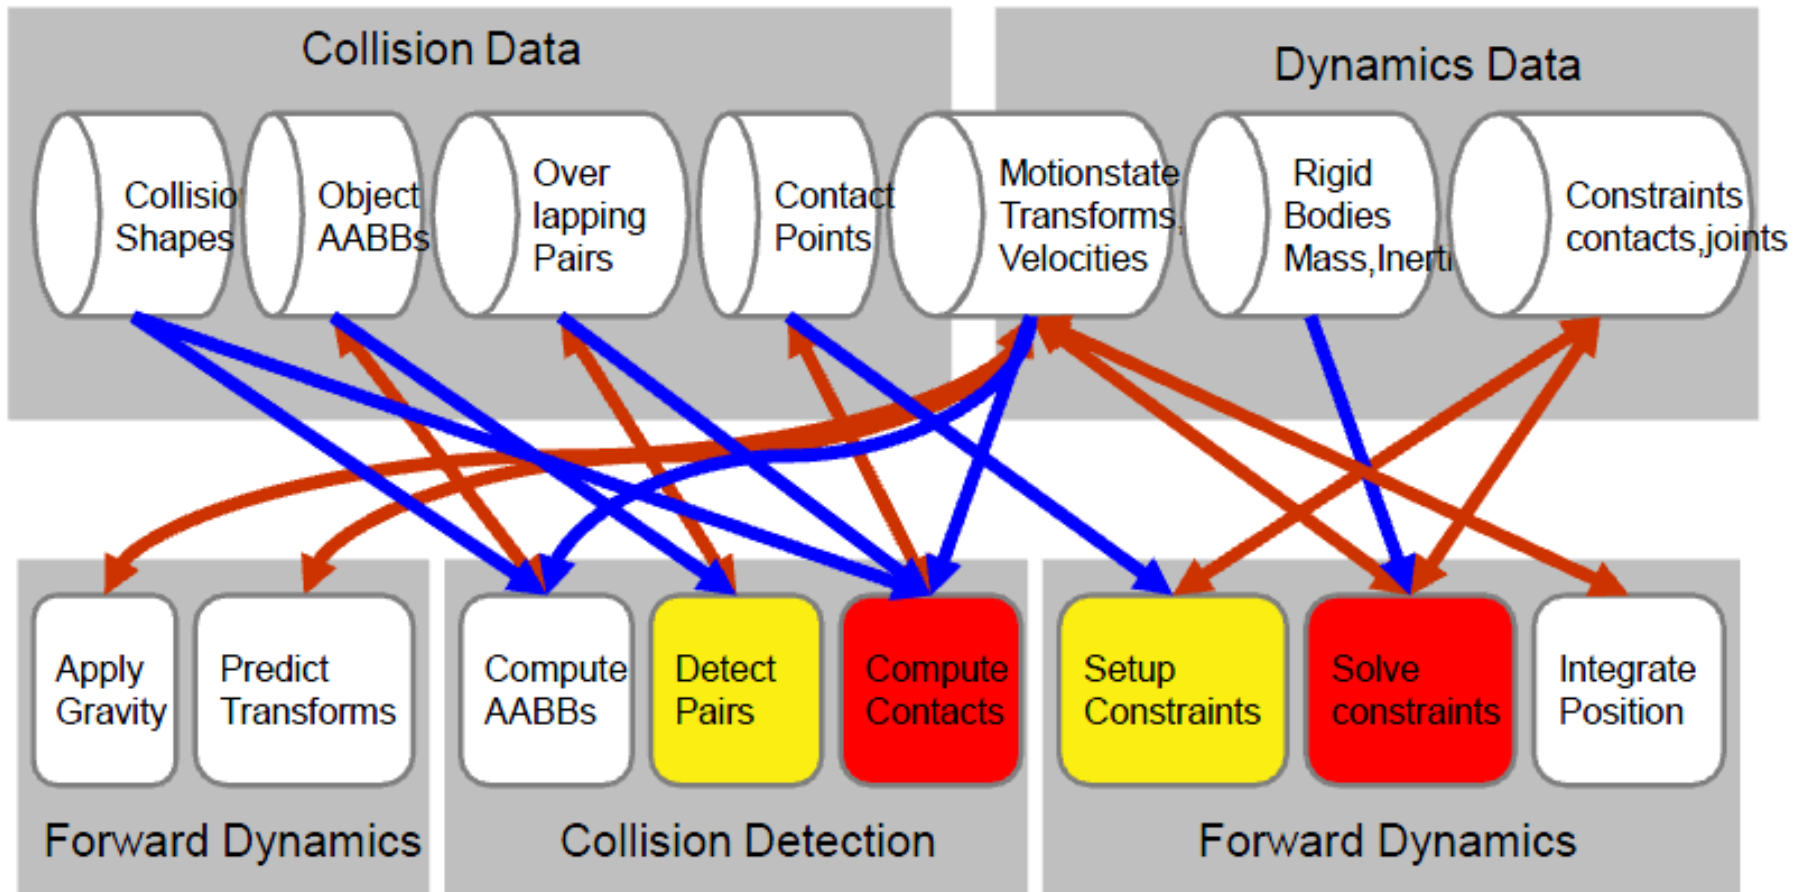 Collision Data
Dynamics Data
Collisio
Shapes
Object
AABBs
Over
lapping
Pairs
Contact
Points
Motionstate
Transforms,
Velocities
Rigid
Bodies
Mass,Inerti
Constraints
contacts,joints
Apply
Gravity
Predict
Transforms
Compute
AABBs
Detect
Pairs
Compute
Contacts
Setup
Constraints
Solve
constraints
Integrate
Position
Forward Dynamics
Collision Detection
Forward Dynamics